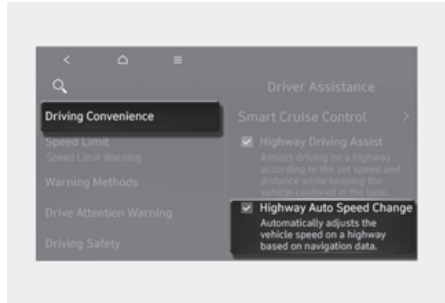 Driver Assistance
Driving Convenience
Speed Limit
Speed Limit Warning
Warning Methods
Drive Attention Warning
Driving Safety
Smart Cruise Control
Highway Driving Assist
Assists driving on a highway
according to the set speed and
distance while keeping the
vehicle centered in the lane.
Highway Auto Speed Change
Automatically adjusts the
vehicle speed on a highway
based on navigation data.